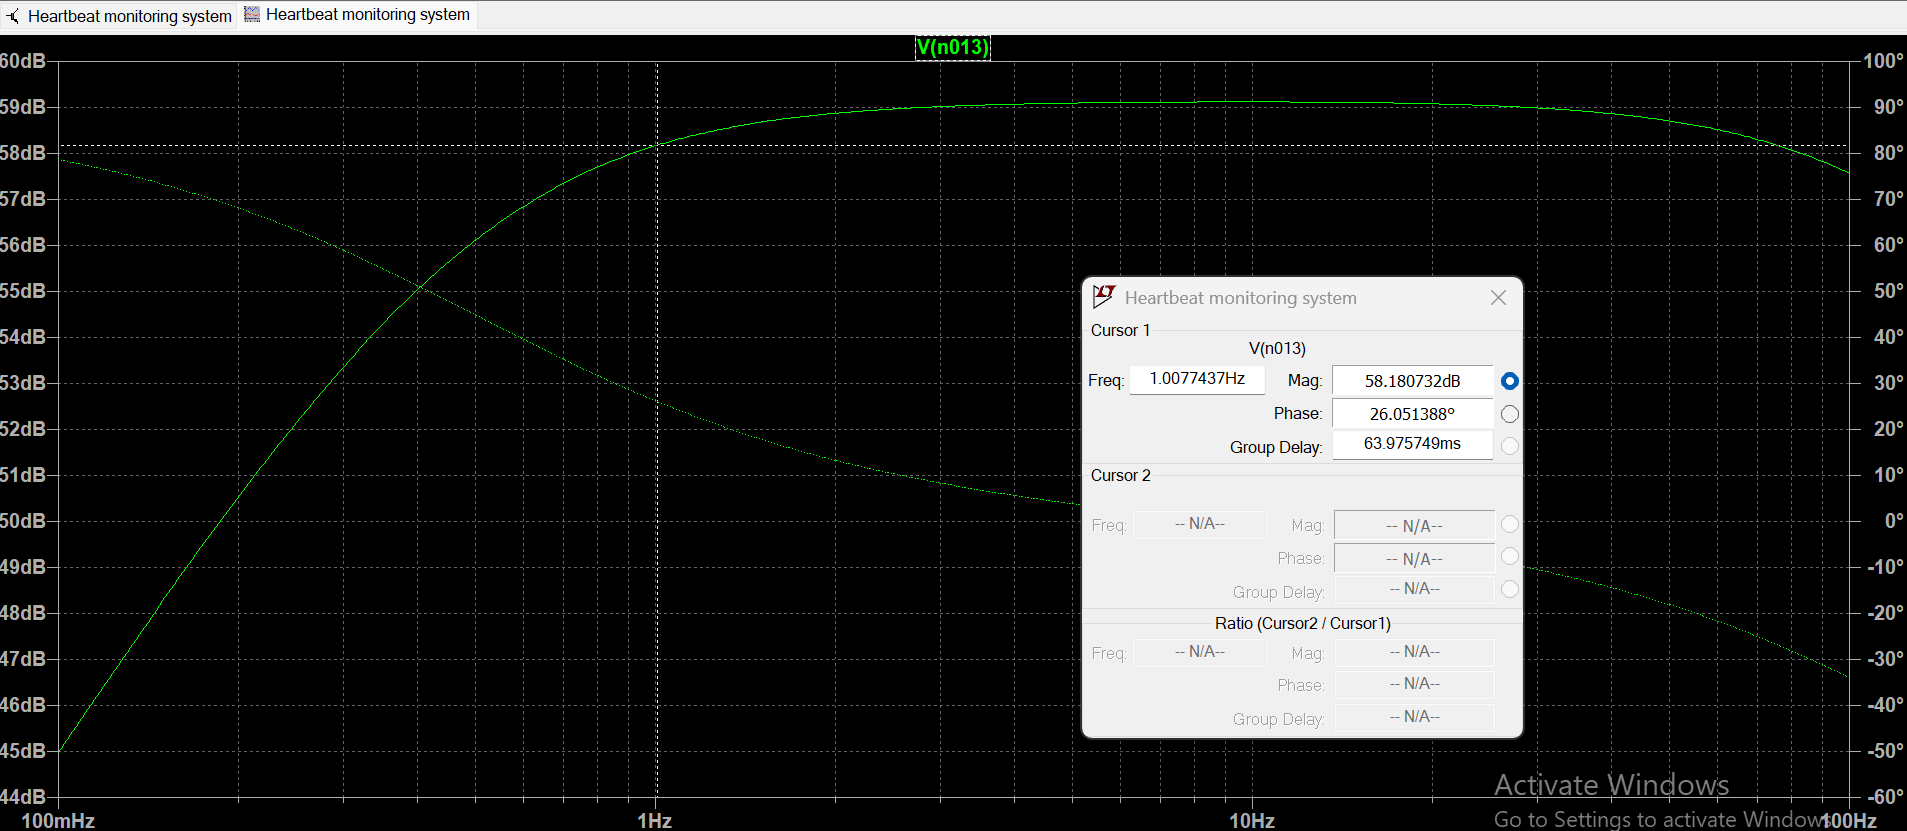 Heartbeat monitoring system
Heartbeat monitoring system
V(n013)
60dB
100°
59dB
90°
58dB
80°
57dB
70°
56dB
60°
55dB
50°
54dB
40°
53dB
30°
52dB
20°
51dB
10°
50dB
0°
49dB
-10°
48dB
-20°
47dB
-30°
46dB
-40°
45dB
-50°
44dB
-60°
100mHz
1Hz
10Hz
100Hz
Heartbeat monitoring system
Cursor 1
V(n013)
Freq: 1.0077437Hz Mag: 58.180732dB
Phase: 26.051388°
Group Delay: 63.975749ms
Cursor 2
Freq: -- N/A-- Mag: -- N/A--
Phase: -- N/A--
Group Delay: -- N/A--
Ratio (Cursor2 / Cursor1)
Freq: -- N/A-- Mag: -- N/A--
Phase: -- N/A--
Group Delay: -- N/A--
Activate Windows
Go to Settings to activate Windows